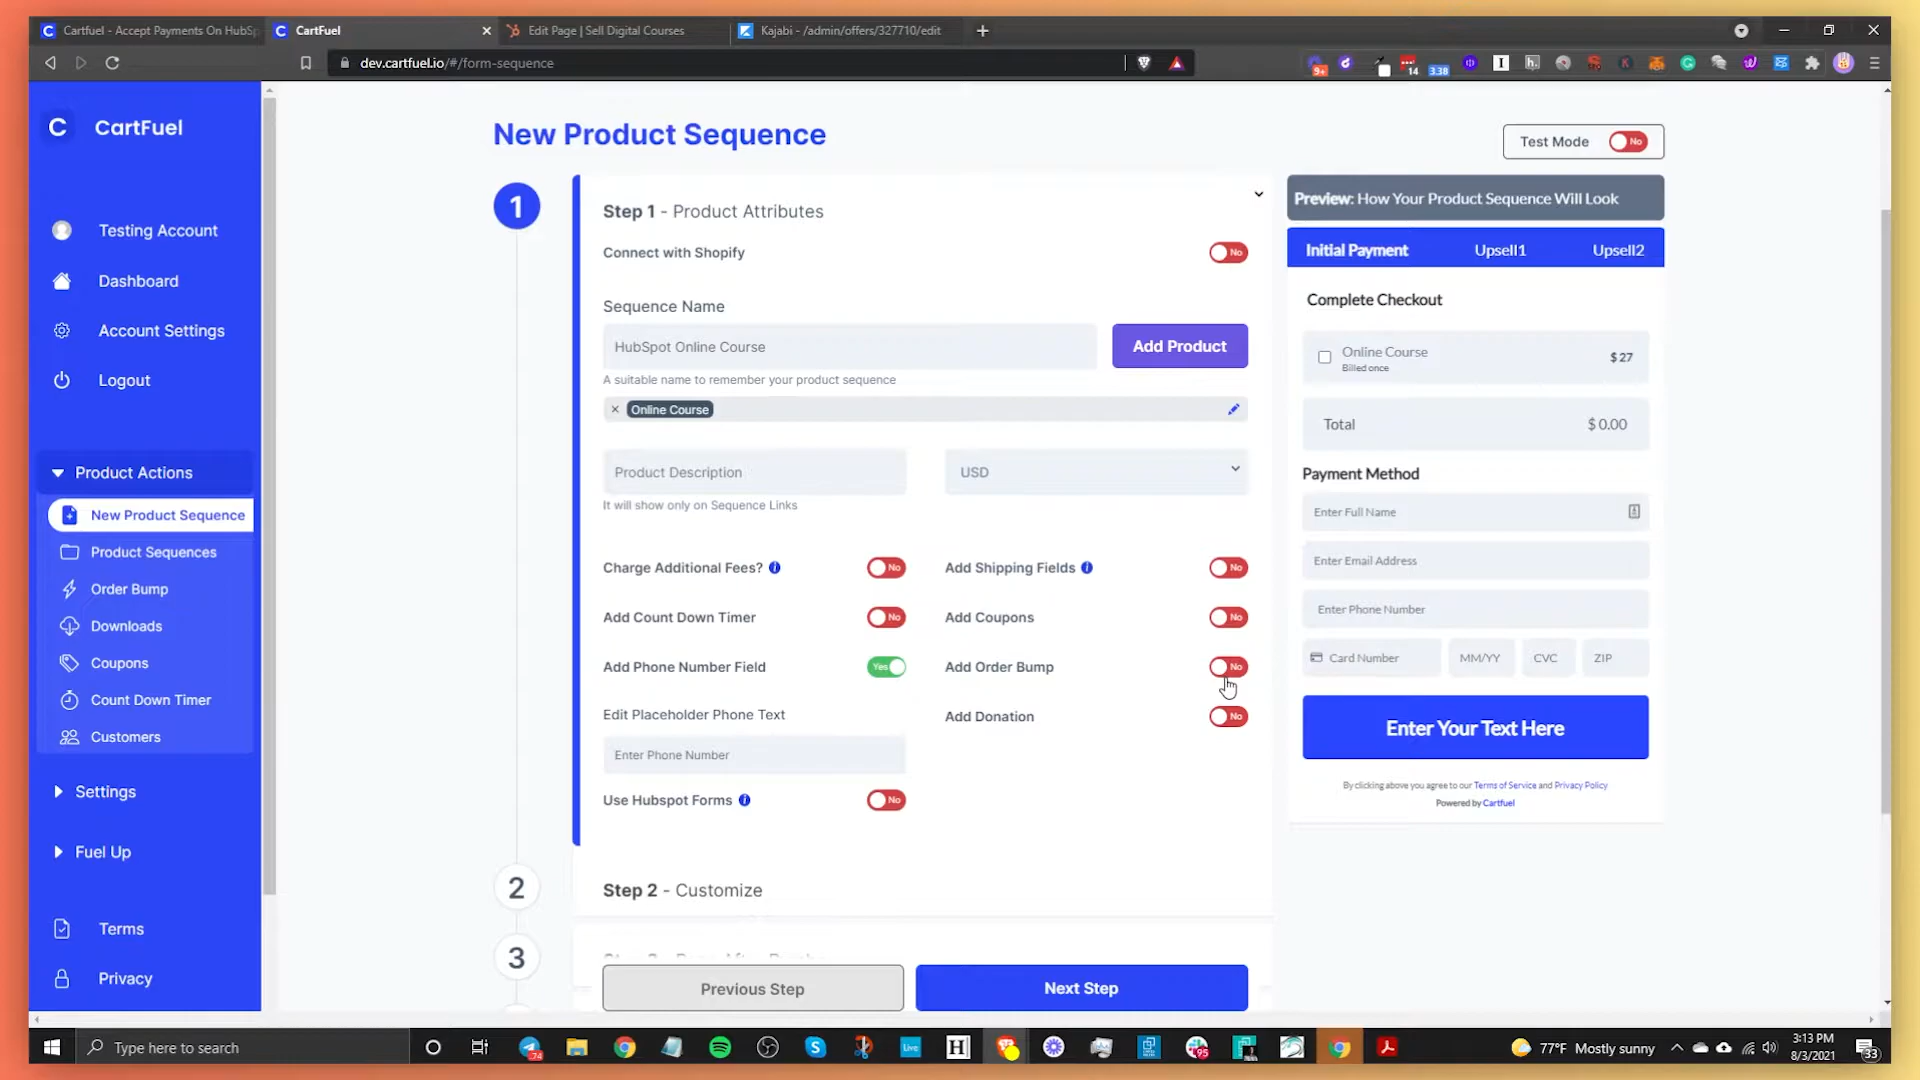 Cartfuel - Accept Payments On HubSp
CartFuel
Edit Page | Sell Digital Courses
Kajabi - /admin/offers/327710/edit
dev.cartfuel.io/#/form-sequence
9+
14
3.38
C CartFuel
Testing Account
Dashboard
Account Settings
Logout
Product Actions
New Product Sequence
Product Sequences
Order Bump
Downloads
Coupons
Count Down Timer
Customers
Settings
Fuel Up
Terms
Privacy
New Product Sequence
Test Mode No
1
Step 1 - Product Attributes
Connect with Shopify No
Sequence Name
HubSpot Online Course
Add Product
A suitable name to remember your product sequence
× Online Course
Product Description
USD
It will show only on Sequence Links
Charge Additional Fees? No
Add Shipping Fields No
Add Count Down Timer No
Add Coupons No
Add Phone Number Field Yes
Add Order Bump No
Edit Placeholder Phone Text
Add Donation No
Enter Phone Number
Use Hubspot Forms No
2
Step 2 - Customize
3
Previous Step
Next Step
Preview: How Your Product Sequence Will Look
Initial Payment Upsell1 Upsell2
Complete Checkout
Online Course $ 27
Billed once
Total $ 0.00
Payment Method
Enter Full Name
Enter Email Address
Enter Phone Number
Card Number MM/YY CVC ZIP
Enter Your Text Here
By clicking above you agree to our Terms of Service and Privacy Policy
Powered by Cartfuel
Type here to search
74
Live
H
95
77°F Mostly sunny
3:13 PM
8/3/2021
33